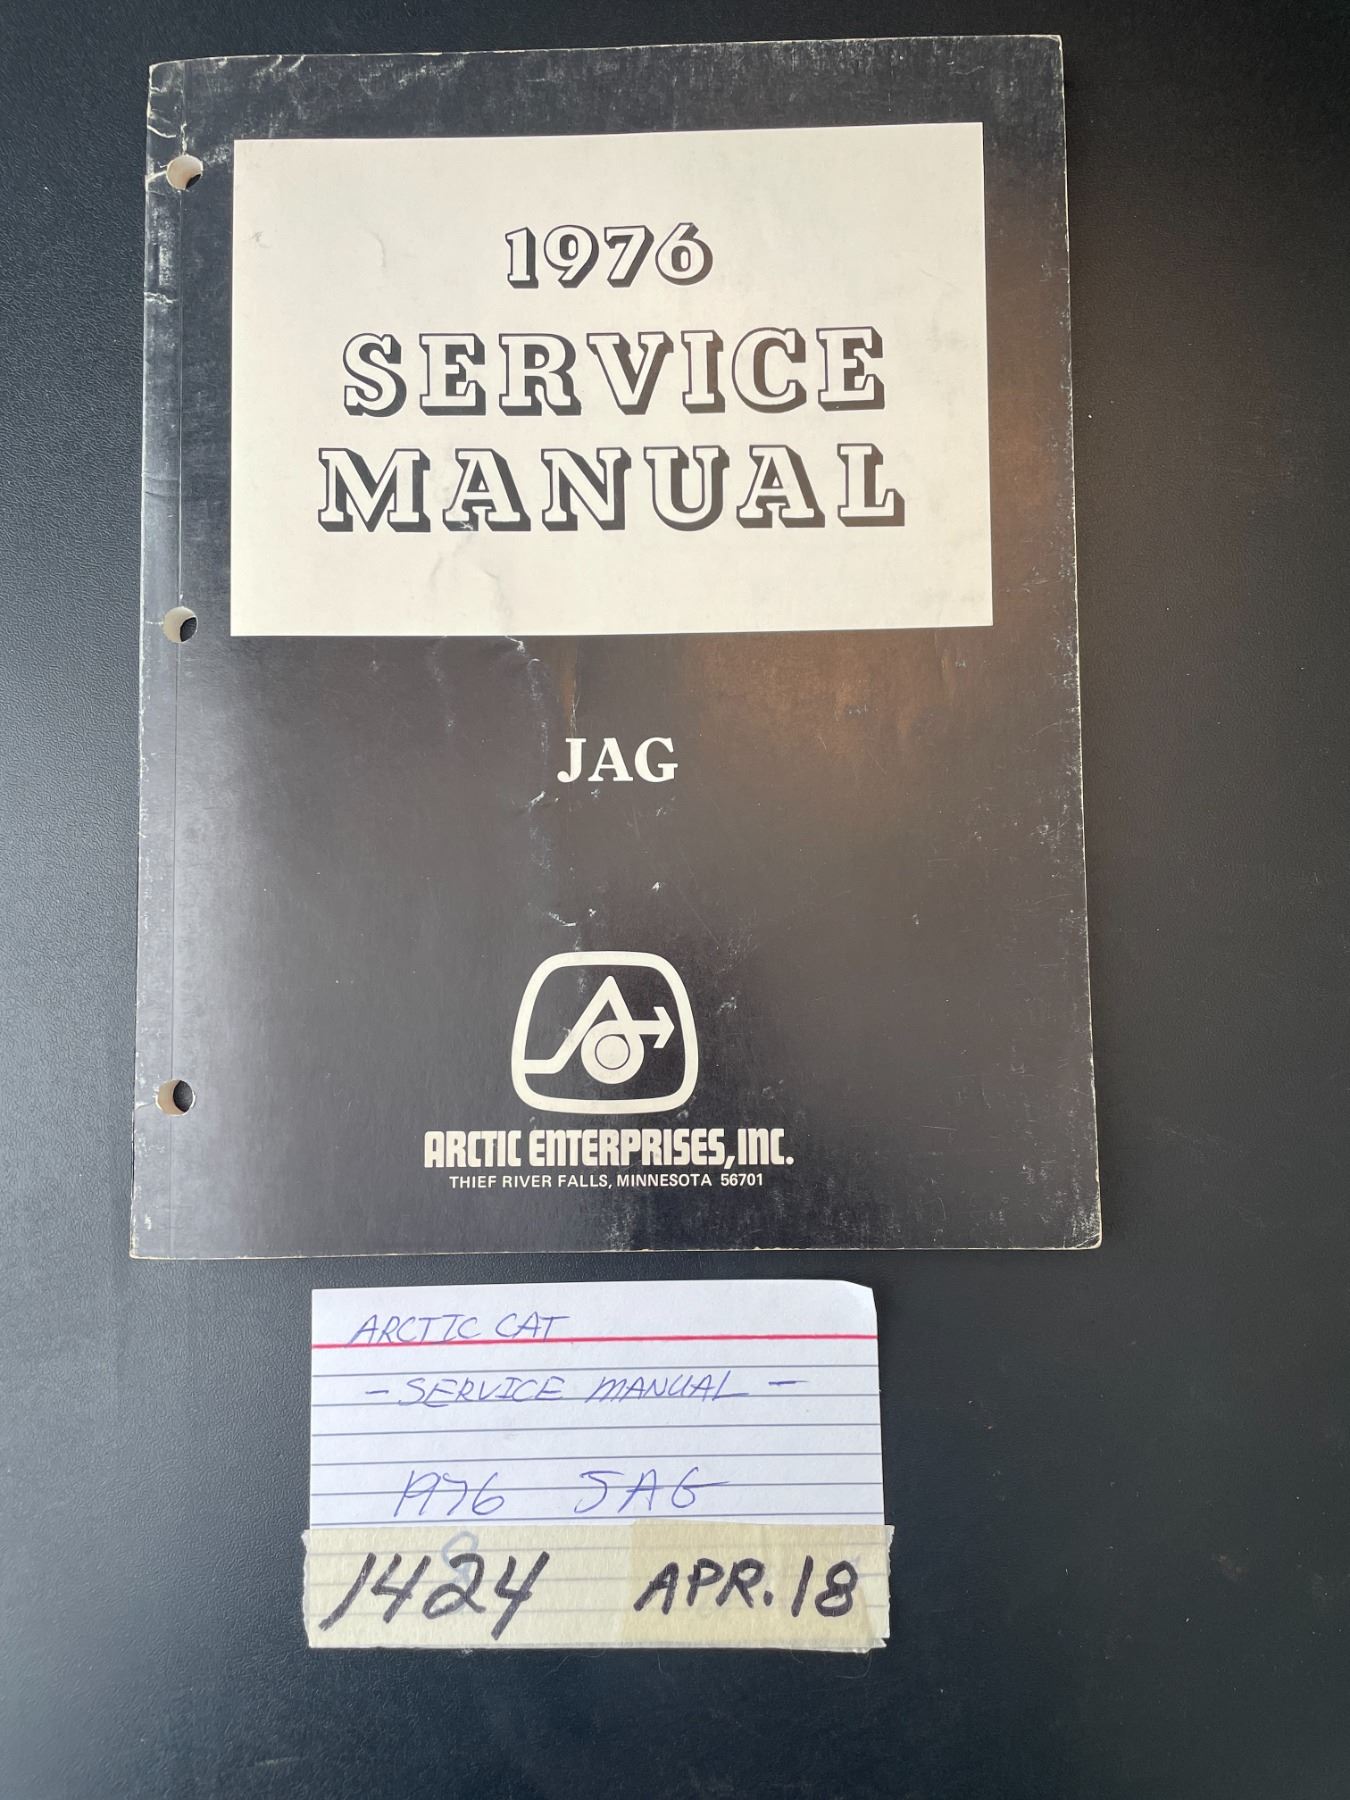 1976
SERVICE
MANUAL
JAG
ARCTIC ENTERPRISES, INC.
THIEF RIVER FALLS, MINNESOTA 56701
ARCTIC CAT
- SERVICE MANUAL -
1976 JAG
1424 APR. 18